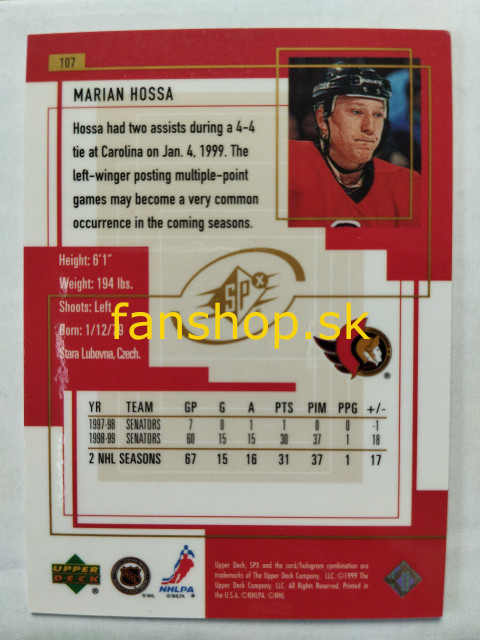 107
MARIAN HOSSA
Hossa had two assists during a 4-4
tie at Carolina on Jan. 4, 1999. The
left-winger posting multiple-point
games may become a very common
occurrence in the coming seasons.
Height: 6'1"
Weight: 194 lbs.
Shoots: Left
Born: 1/12/79
Stara Lubovna, Czech.
SPx
fanshop.sk
®
YR TEAM GP G A PTS PIM PPG +/-
1997-98 SENATORS 7 0 1 1 0 0 -1
1998-99 SENATORS 60 15 15 30 37 1 18
2 NHL SEASONS 67 15 16 31 37 1 17
UPPER
DECK ®
NHL
© NHL
NHLPA
© NHLPA ®
Upper Deck, SPX and the card/hologram combination are
trademarks of The Upper Deck Company, LLC. ©1999 The
Upper Deck Company, LLC. All Rights Reserved. Printed in
the U.S.A. ©NHLPA ©NHL